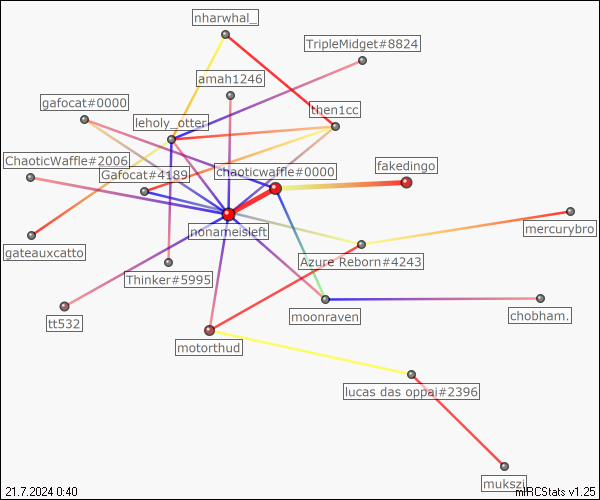 nharwhal_
TripleMidget#8824
amah1246
gafocat#0000
then1cc
leholy_otter
ChaoticWaffle#2006
Gafocat#4189
chaoticwaffle#0000
fakedingo
nonameisleft
mercurybro
gateauxcatto
Azure Reborn#4243
Thinker#5995
tt532
moonraven
chobham.
motorthud
lucas das oppai#2396
mukszi
21.7.2024 0:40
mIRCStats v1.25